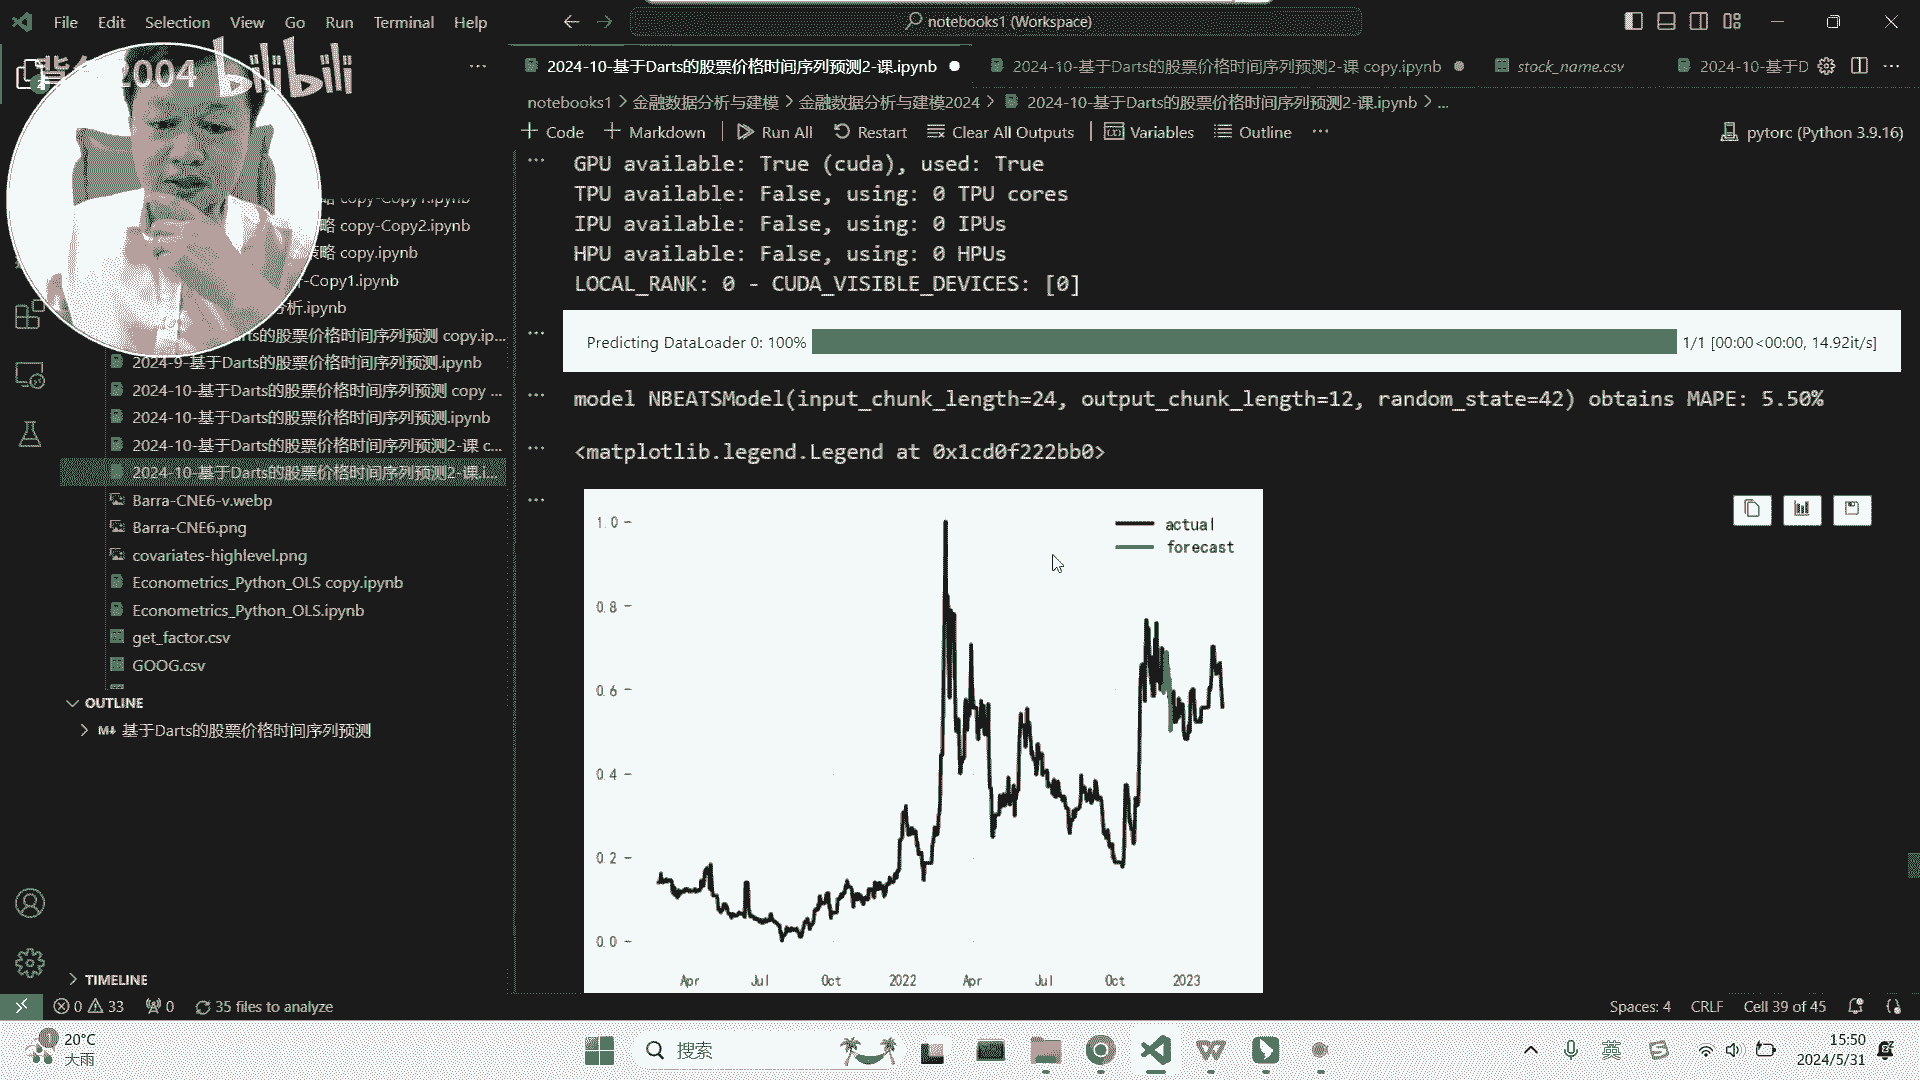 File Edit Selection View Go Run Terminal Help
notebooks1 (Workspace)
2004 bilibili
2024-10-基于Darts的股票价格时间序列预测2-课.ipynb
2024-10-基于Darts的股票价格时间序列预测2-课 copy.ipynb
stock_name.csv
2024-10-基于D
notebooks1 > 金融数据分析与建模 > 金融数据分析与建模2024 > 2024-10-基于Darts的股票价格时间序列预测2-课.ipynb > ...
Code Markdown Run All Restart Clear All Outputs Variables Outline ...
pytorc (Python 3.9.16)
略 copy-Copy1.ipynb
略 copy-Copy2.ipynb
策略 copy.ipynb
-Copy1.ipynb
分析.ipynb
rts的股票价格时间序列预测 copy.ip...
2024-9-基于Darts的股票价格时间序列预测.ipynb
2024-10-基于Darts的股票价格时间序列预测 copy ...
2024-10-基于Darts的股票价格时间序列预测.ipynb
2024-10-基于Darts的股票价格时间序列预测2-课 c...
2024-10-基于Darts的股票价格时间序列预测2-课.i...
Barra-CNE6-v.webp
Barra-CNE6.png
covariates-highlevel.png
Econometrics_Python_OLS copy.ipynb
Econometrics_Python_OLS.ipynb
get_factor.csv
GOOG.csv
OUTLINE
M↓ 基于Darts的股票价格时间序列预测
TIMELINE
GPU available: True (cuda), used: True
TPU available: False, using: 0 TPU cores
IPU available: False, using: 0 IPUs
HPU available: False, using: 0 HPUs
LOCAL_RANK: 0 - CUDA_VISIBLE_DEVICES: [0]
Predicting DataLoader 0: 100% 1/1 [00:00<00:00, 14.92it/s]
model NBEATSModel(input_chunk_length=24, output_chunk_length=12, random_state=42) obtains MAPE: 5.50%
<matplotlib.legend.Legend at 0x1cd0f222bb0>
actual
forecast
1.0
0.8
0.6
0.4
0.2
0.0
Apr Jul Oct 2022 Apr Jul Oct 2023
0 33 0 35 files to analyze
Spaces: 4 CRLF Cell 39 of 45
20°C
大雨
搜索
英
15:50
2024/5/31